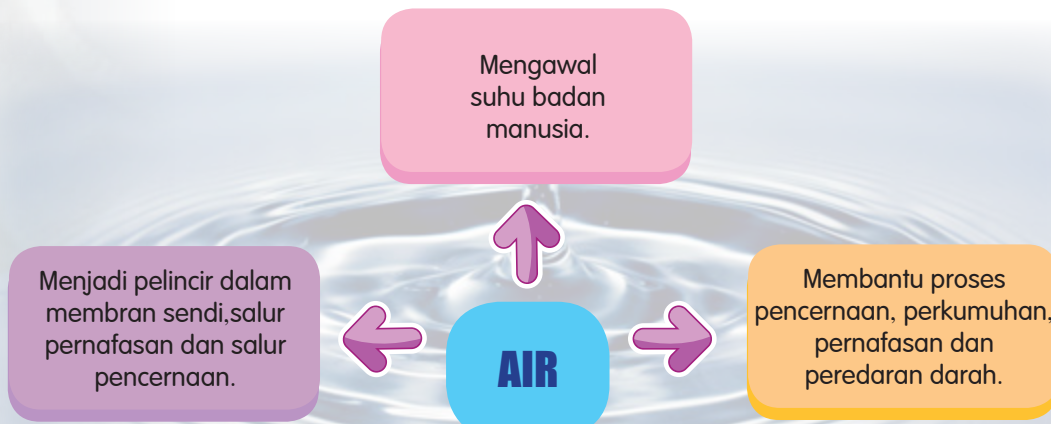 Mengawal
suhu badan
manusia.
Menjadi pelincir dalam
membran sendi,salur
pernafasan dan salur
pencernaan.
AIR
Membantu proses
pencernaan, perkumuhan,
pernafasan dan
peredaran darah.